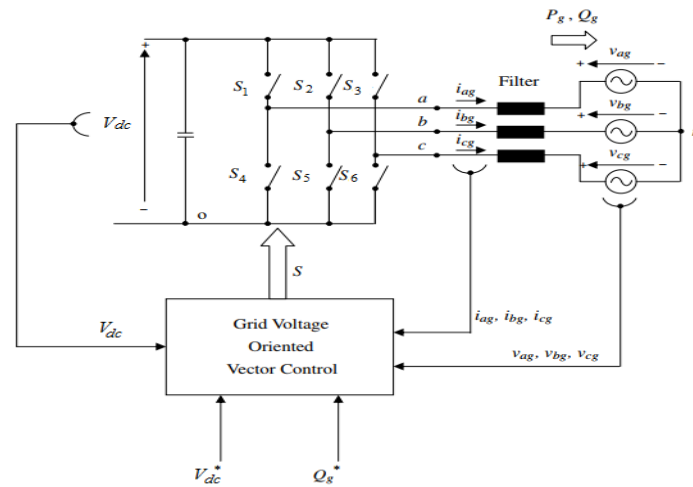 P_g , Q_g
+ v_ag −
S_1 S_2 S_3
a i_ag Filter
+ v_bg −
V_dc
b i_bg
c i_cg
+ v_cg −
S_4 S_5 S_6
−
o
S
V_dc
Grid Voltage
Oriented
Vector Control
i_ag, i_bg, i_cg
v_ag, v_bg, v_cg
V_dc^*
Q_g^*